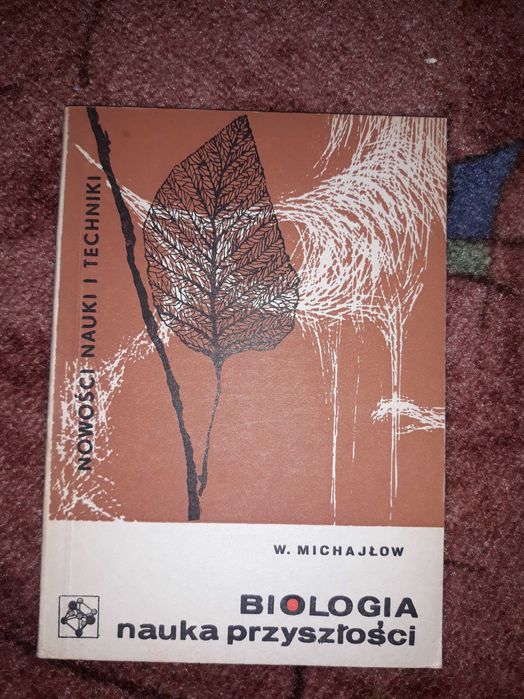 NOWOŚCI NAUKI I TECHNIKI
W. MICHAJŁOW
BIOLOGIA
nauka przyszłości